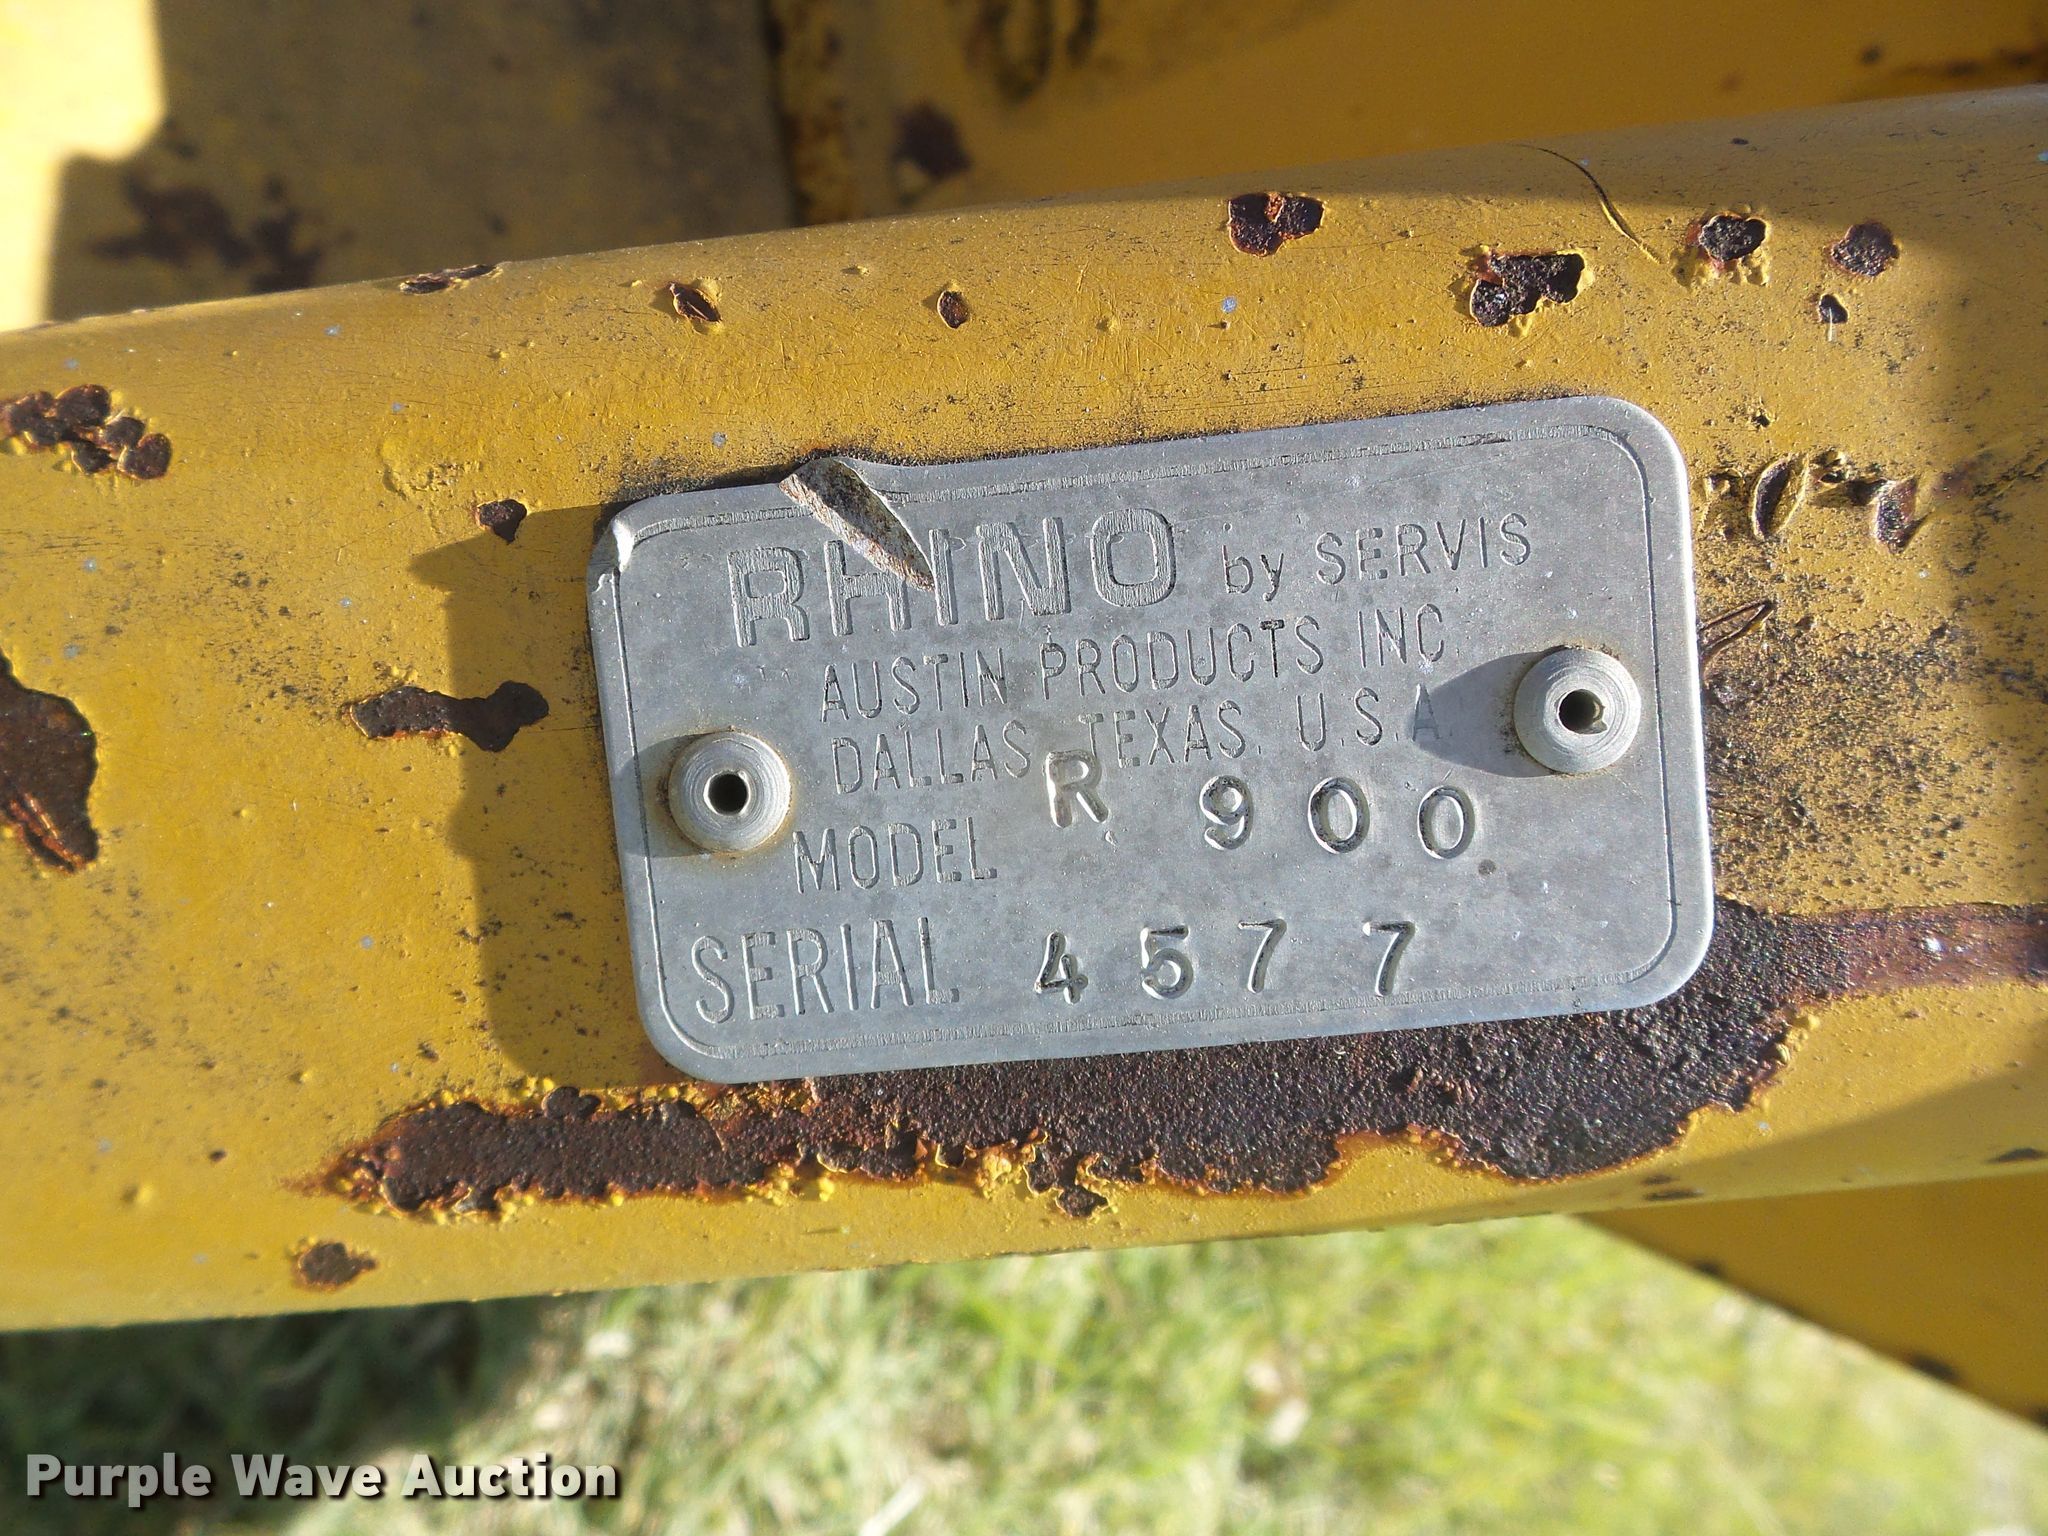 RHINO by SERVIS
AUSTIN PRODUCTS INC.
DALLAS, TEXAS. U.S.A.
MODEL R 900
SERIAL 4577
Purple Wave Auction